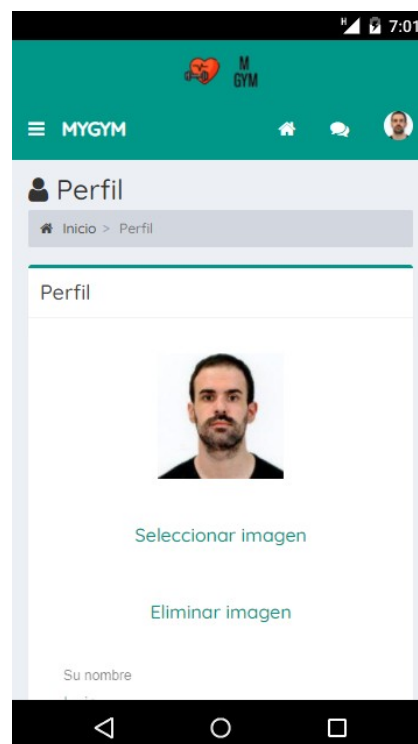 H 7:01
M
GYM
MYGYM
Perfil
Inicio > Perfil
Perfil
Seleccionar imagen
Eliminar imagen
Su nombre